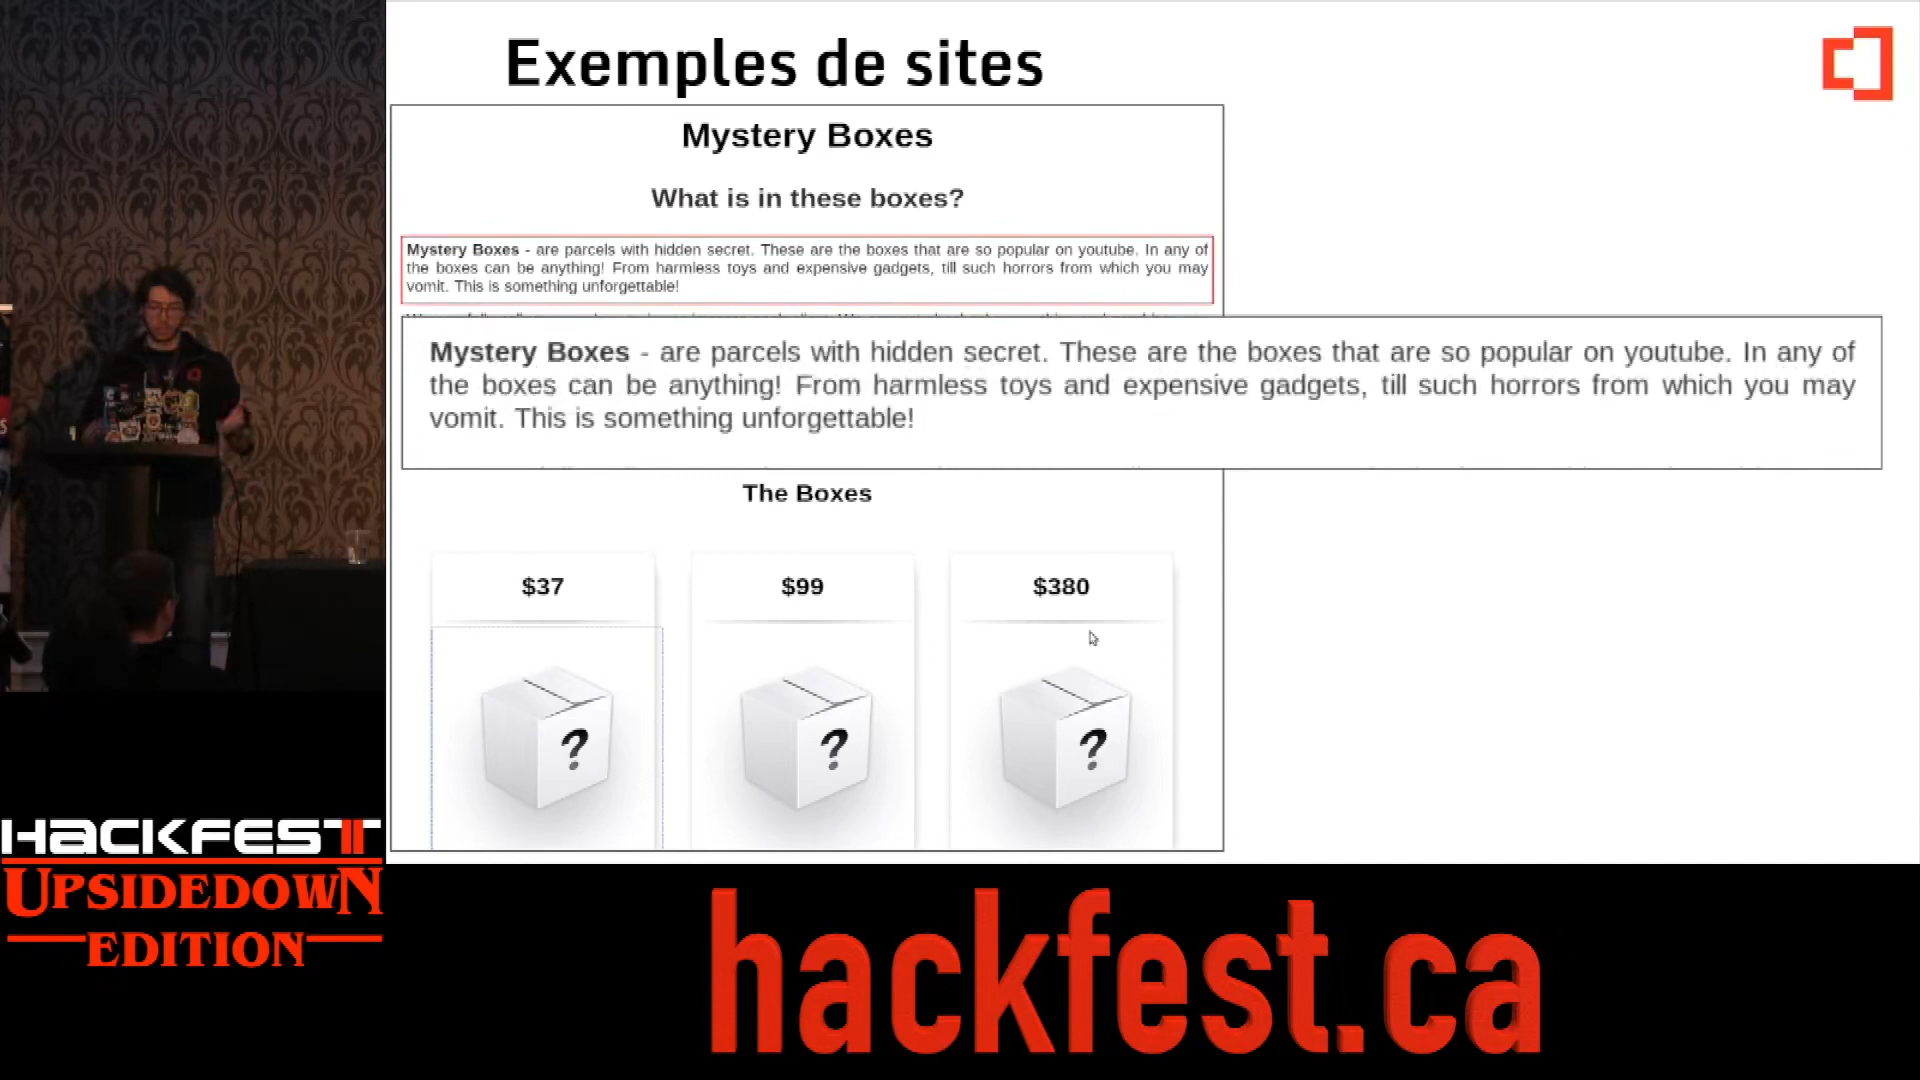 Exemples de sites
Mystery Boxes
What is in these boxes?
Mystery Boxes - are parcels with hidden secret. These are the boxes that are so popular on youtube. In any of
the boxes can be anything! From harmless toys and expensive gadgets, till such horrors from which you may
vomit. This is something unforgettable!
Mystery Boxes - are parcels with hidden secret. These are the boxes that are so popular on youtube. In any of
the boxes can be anything! From harmless toys and expensive gadgets, till such horrors from which you may
vomit. This is something unforgettable!
The Boxes
$37
$99
$380
?
?
?
HACKFEST
UPSIDEDOWN
EDITION
hackfest.ca